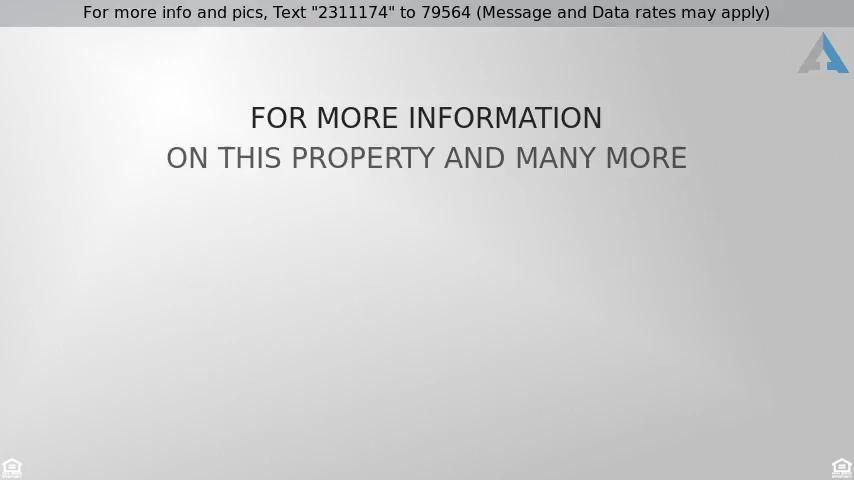 For more info and pics, Text "2311174" to 79564 (Message and Data rates may apply)
FOR MORE INFORMATION
ON THIS PROPERTY AND MANY MORE